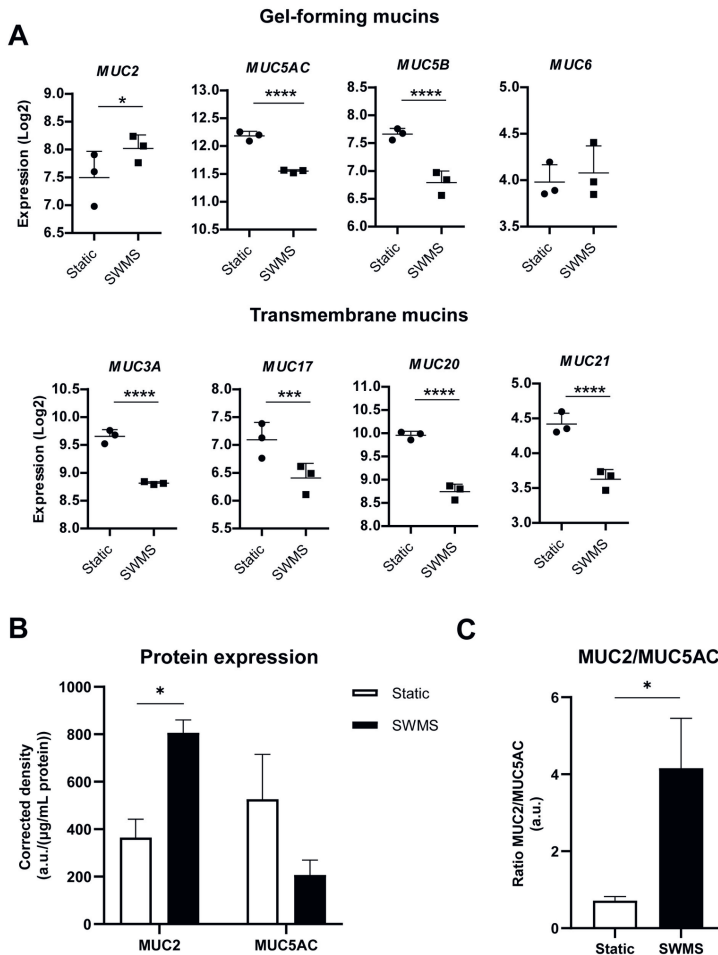 Gel-forming mucins
A
MUC2
MUC5AC
MUC5B
MUC6
Expression (Log2)
9.0
8.5
8.0
7.5
7.0
6.5
*
Static
SWMS
13.0
12.5
12.0
11.5
11.0
10.5
****
Static
SWMS
8.0
7.5
7.0
6.5
6.0
****
Static
SWMS
5.0
4.5
4.0
3.5
Static
SWMS
Transmembrane mucins
MUC3A
MUC17
MUC20
MUC21
Expression (Log2)
10.5
10.0
9.5
9.0
8.5
8.0
****
Static
SWMS
8.0
7.5
7.0
6.5
6.0
5.5
***
Static
SWMS
11.0
10.5
10.0
9.5
9.0
8.5
8.0
****
Static
SWMS
5.0
4.5
4.0
3.5
3.0
****
Static
SWMS
B
Protein expression
Corrected density
(a.u./(µg/mL protein))
1000
800
600
400
200
0
*
MUC2
MUC5AC
Static
SWMS
C
MUC2/MUC5AC
Ratio MUC2/MUC5AC
(a.u.)
6
4
2
0
*
Static
SWMS